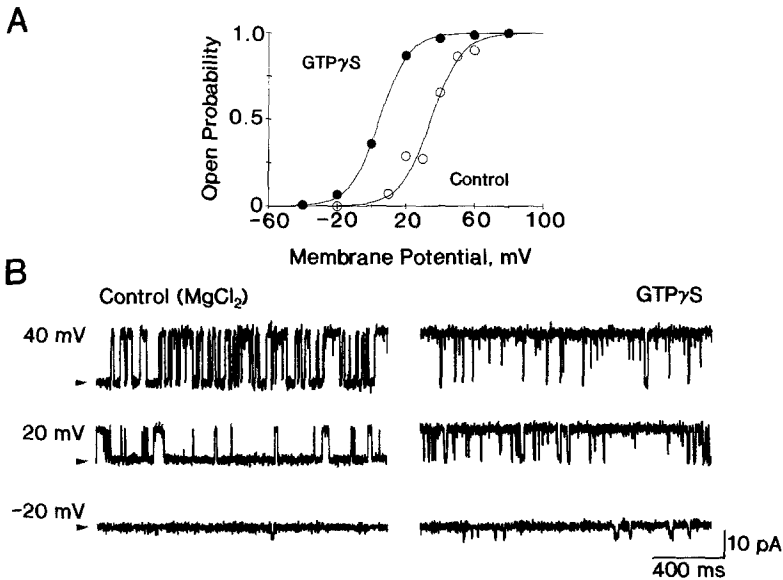 A
Open Probability
1.0
0.5
0
GTPγS
Control
-60 -20 20 60 100
Membrane Potential, mV
B
Control (MgCl₂)
GTPγS
40 mV
20 mV
-20 mV
10 pA
400 ms